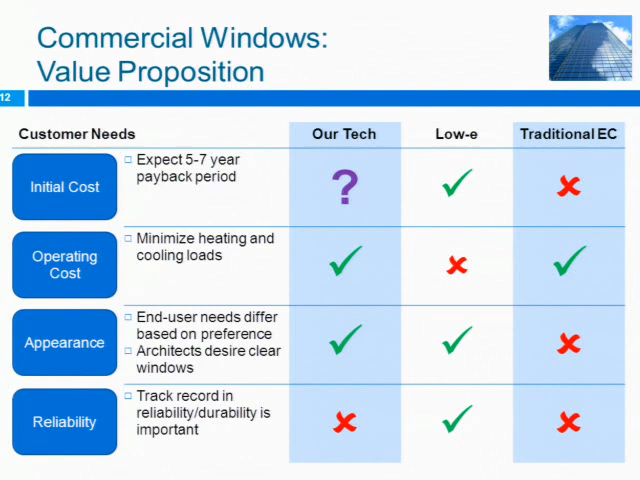 Commercial Windows:
Value Proposition
12
Customer Needs
Our Tech
Low-e
Traditional EC
Initial Cost
Expect 5-7 year
payback period
?
Operating
Cost
Minimize heating and
cooling loads
Appearance
End-user needs differ
based on preference
Architects desire clear
windows
Reliability
Track record in
reliability/durability is
important